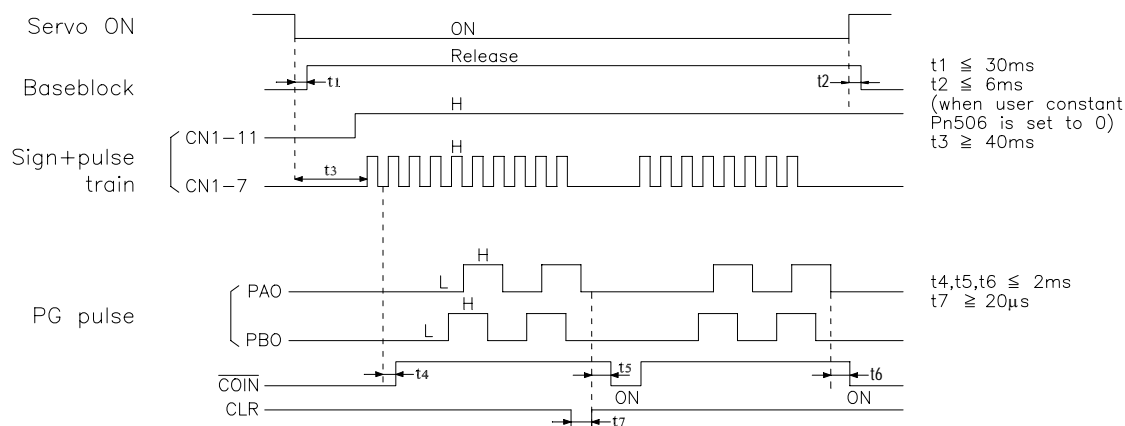 Servo ON
ON
Release
Baseblock
t1
t2
t1 ≦ 30ms
t2 ≦ 6ms
(when user constant
Pn506 is set to 0)
t3 ≧ 40ms
H
CN1-11
Sign+pulse
train
H
t3
CN1-7
H
L
PAO
t4,t5,t6 ≦ 2ms
t7 ≧ 20μs
H
PG pulse
L
PBO
t4
t5
t6
COIN
ON
ON
CLR
t7